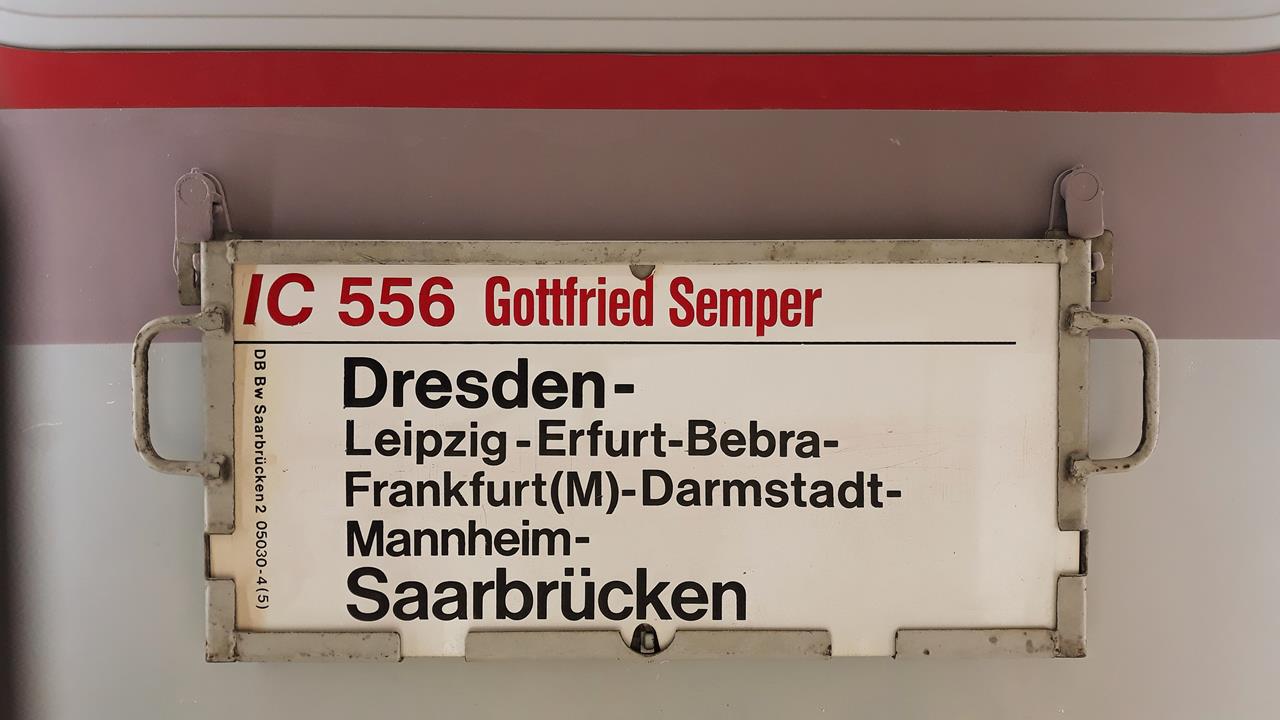 IC 556 Gottfried Semper
Dresden-
Leipzig-Erfurt-Bebra-
Frankfurt(M)-Darmstadt-
Mannheim-
Saarbrücken
DB Bw Saarbrücken 2 05030-4(5)